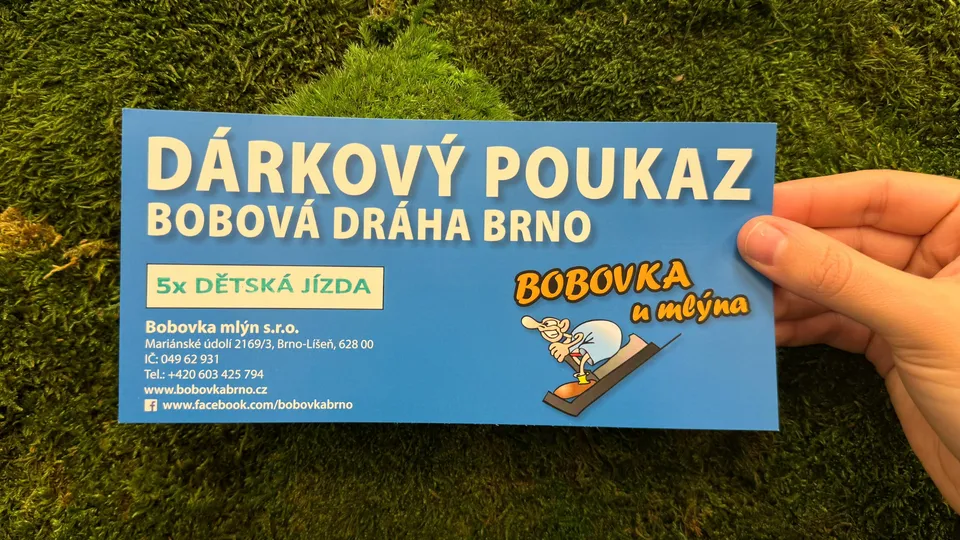 DÁRKOVÝ POUKAZ
BOBOVÁ DRÁHA BRNO
5x DĚTSKÁ JÍZDA
Bobovka mlýn s.r.o.
Mariánské údolí 2169/3, Brno-Líšeň, 628 00
IČ: 049 62 931
Tel.: +420 603 425 794
www.bobovkabrno.cz
www.facebook.com/bobovkabrno
BOBOVKA
u mlýna